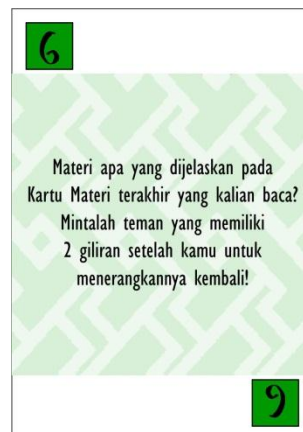 6
Materi apa yang dijelaskan pada
Kartu Materi terakhir yang kalian baca?
Mintalah teman yang memiliki
2 giliran setelah kamu untuk
menerangkannya kembali!
6